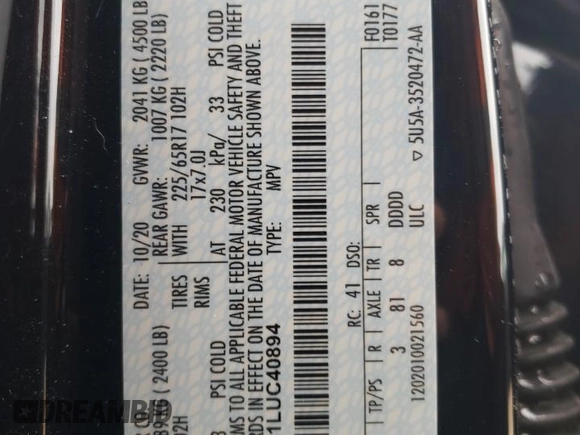 DATE: 10/20 GVWR: 2041 KG ( 4500 LB
( 2400 LB) REAR GAWR: 1007 KG ( 2220 LB)
TIRES WITH 225/65R17 102H
RIMS 17x7.0J
PSI COLD AT 230 kPa/ 33 PSI COLD
TO ALL APPLICABLE FEDERAL MOTOR VEHICLE SAFETY AND THEFT
IN EFFECT ON THE DATE OF MANUFACTURE SHOWN ABOVE.
1LUC40894 TYPE: MPV
F0161
RC: 41 DSO: T0177
TP/PS R AXLE TR SPR
3 81 8 DDDD
1202010021560 ULC ▽ 5U5A-3520472-AA
DREAMBID